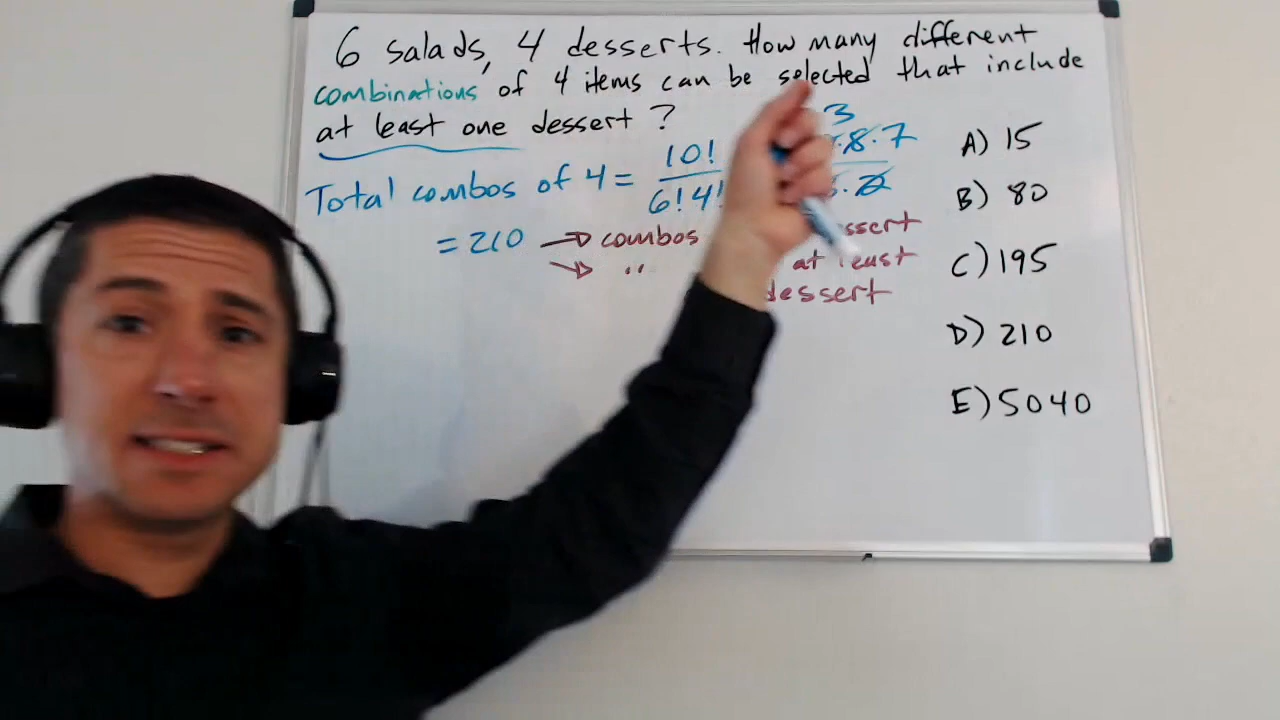 6 salads, 4 desserts. How many different
combinations of 4 items can be selected that include
at least one dessert?
Total combos of 4 = 10! / 6!4! 3 8·7
= 210 → combos
→ " at least
dessert
A) 15
B) 80
C) 195
D) 210
E) 5040